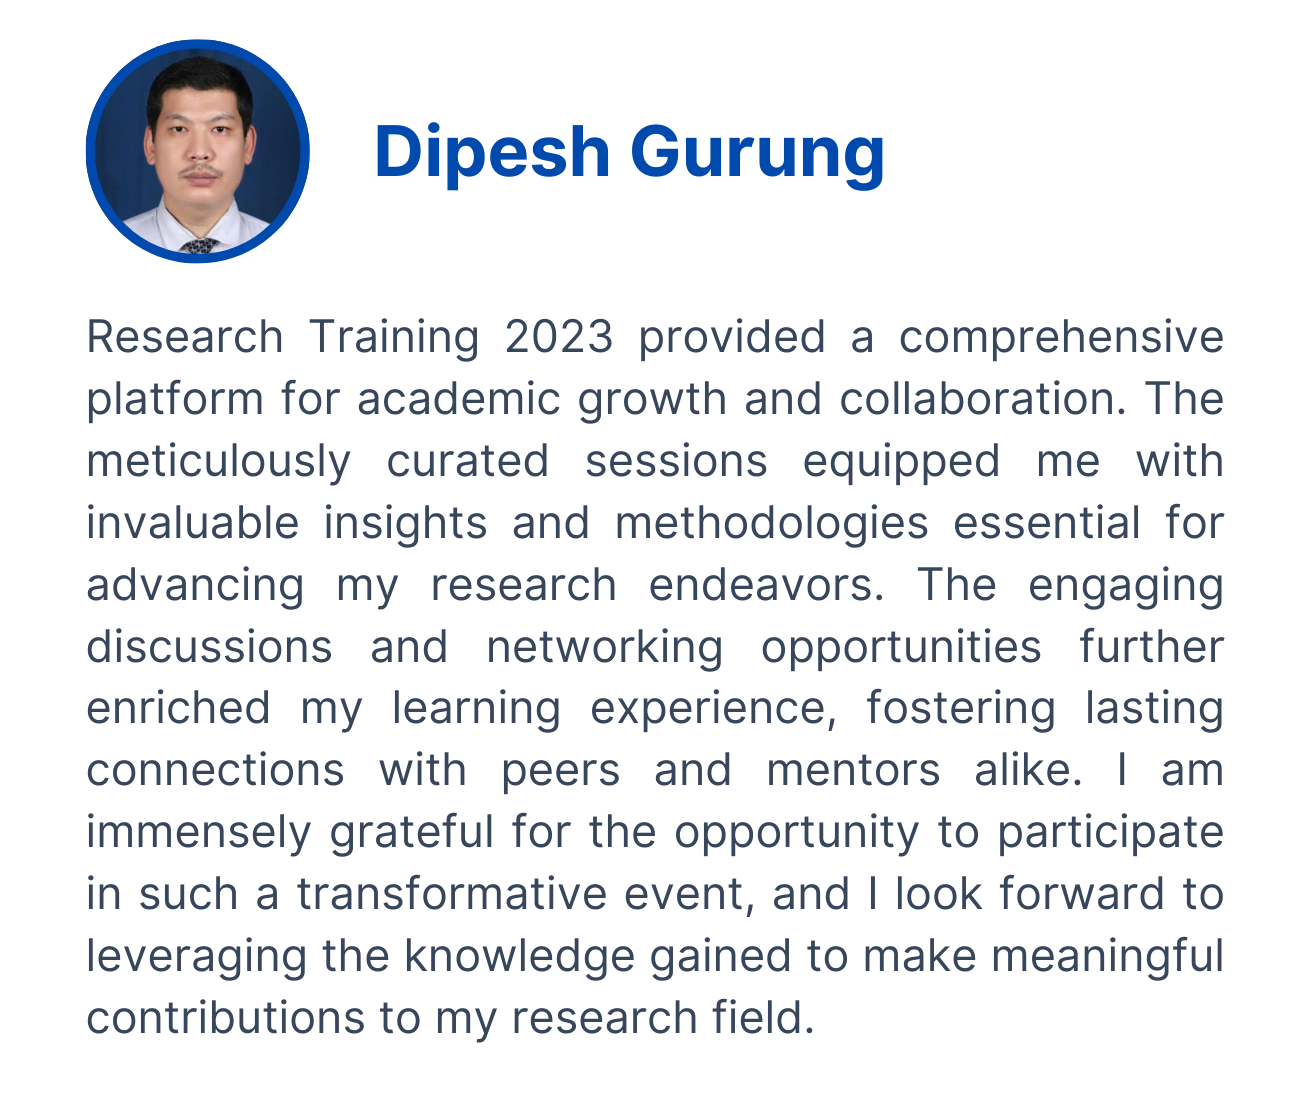 Dipesh Gurung
Research Training 2023 provided a comprehensive
platform for academic growth and collaboration. The
meticulously curated sessions equipped me with
invaluable insights and methodologies essential for
advancing my research endeavors. The engaging
discussions and networking opportunities further
enriched my learning experience, fostering lasting
connections with peers and mentors alike. I am
immensely grateful for the opportunity to participate
in such a transformative event, and I look forward to
leveraging the knowledge gained to make meaningful
contributions to my research field.